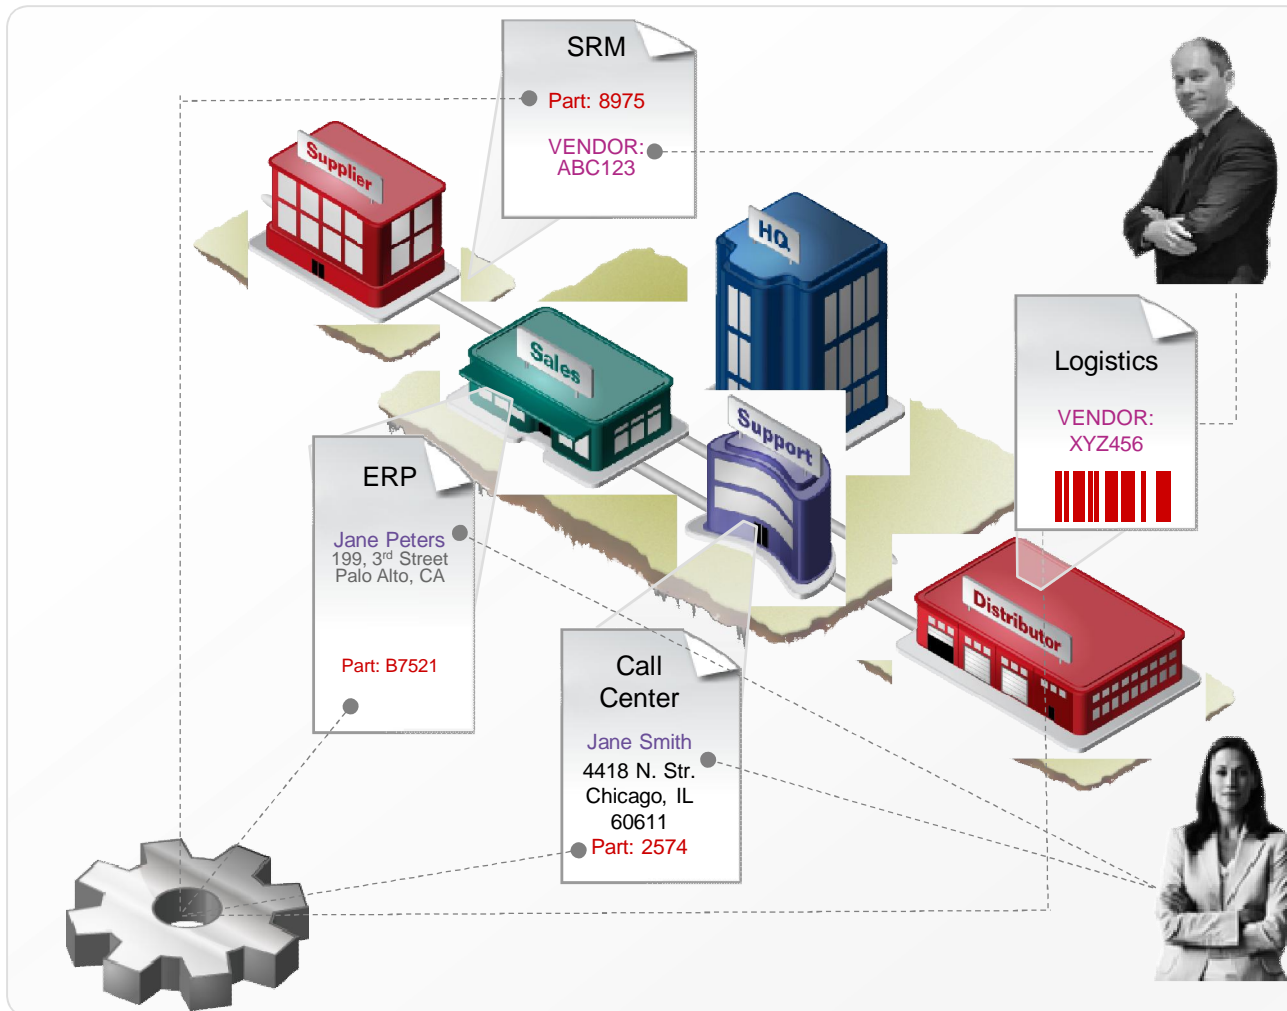 SRM
Part: 8975
VENDOR:
ABC123
Supplier
HQ
Sales
Support
Logistics
VENDOR:
XYZ456
ERP
Jane Peters
199, 3rd Street
Palo Alto, CA
Part: B7521
Distributor
Call
Center
Jane Smith
4418 N. Str.
Chicago, IL
60611
Part: 2574